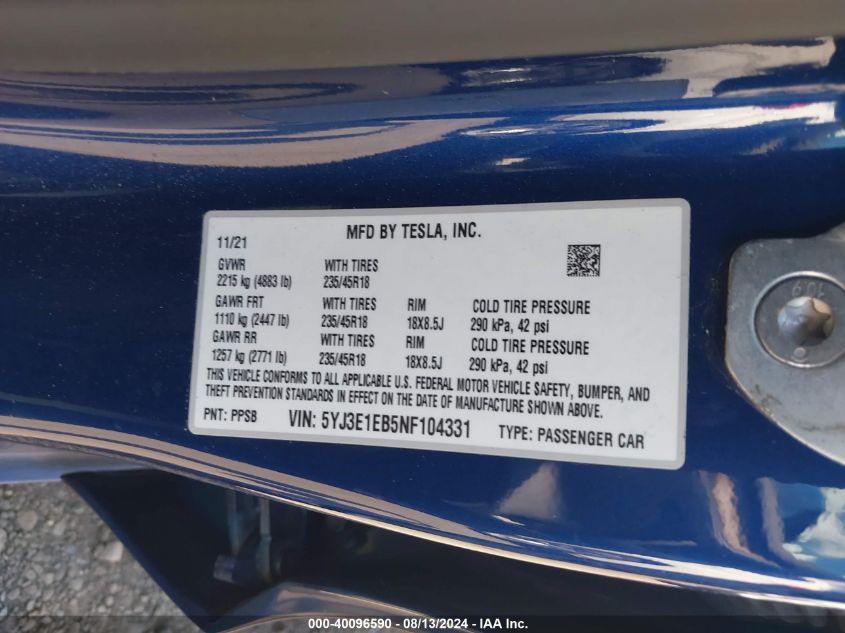 MFD BY TESLA, INC.
11/21
GVWR WITH TIRES
2215 kg (4883 lb) 235/45R18
GAWR FRT WITH TIRES RIM COLD TIRE PRESSURE
1110 kg (2447 lb) 235/45R18 18X8.5J 290 kPa, 42 psi
GAWR RR WITH TIRES RIM COLD TIRE PRESSURE
1257 kg (2771 lb) 235/45R18 18X8.5J 290 kPa, 42 psi
THIS VEHICLE CONFORMS TO ALL APPLICABLE U.S. FEDERAL MOTOR VEHICLE SAFETY, BUMPER, AND
THEFT PREVENTION STANDARDS IN EFFECT ON THE DATE OF MANUFACTURE SHOWN ABOVE.
PNT: PPSB VIN: 5YJ3E1EB5NF104331 TYPE: PASSENGER CAR
000-40096590 - 08/13/2024 - IAA Inc.